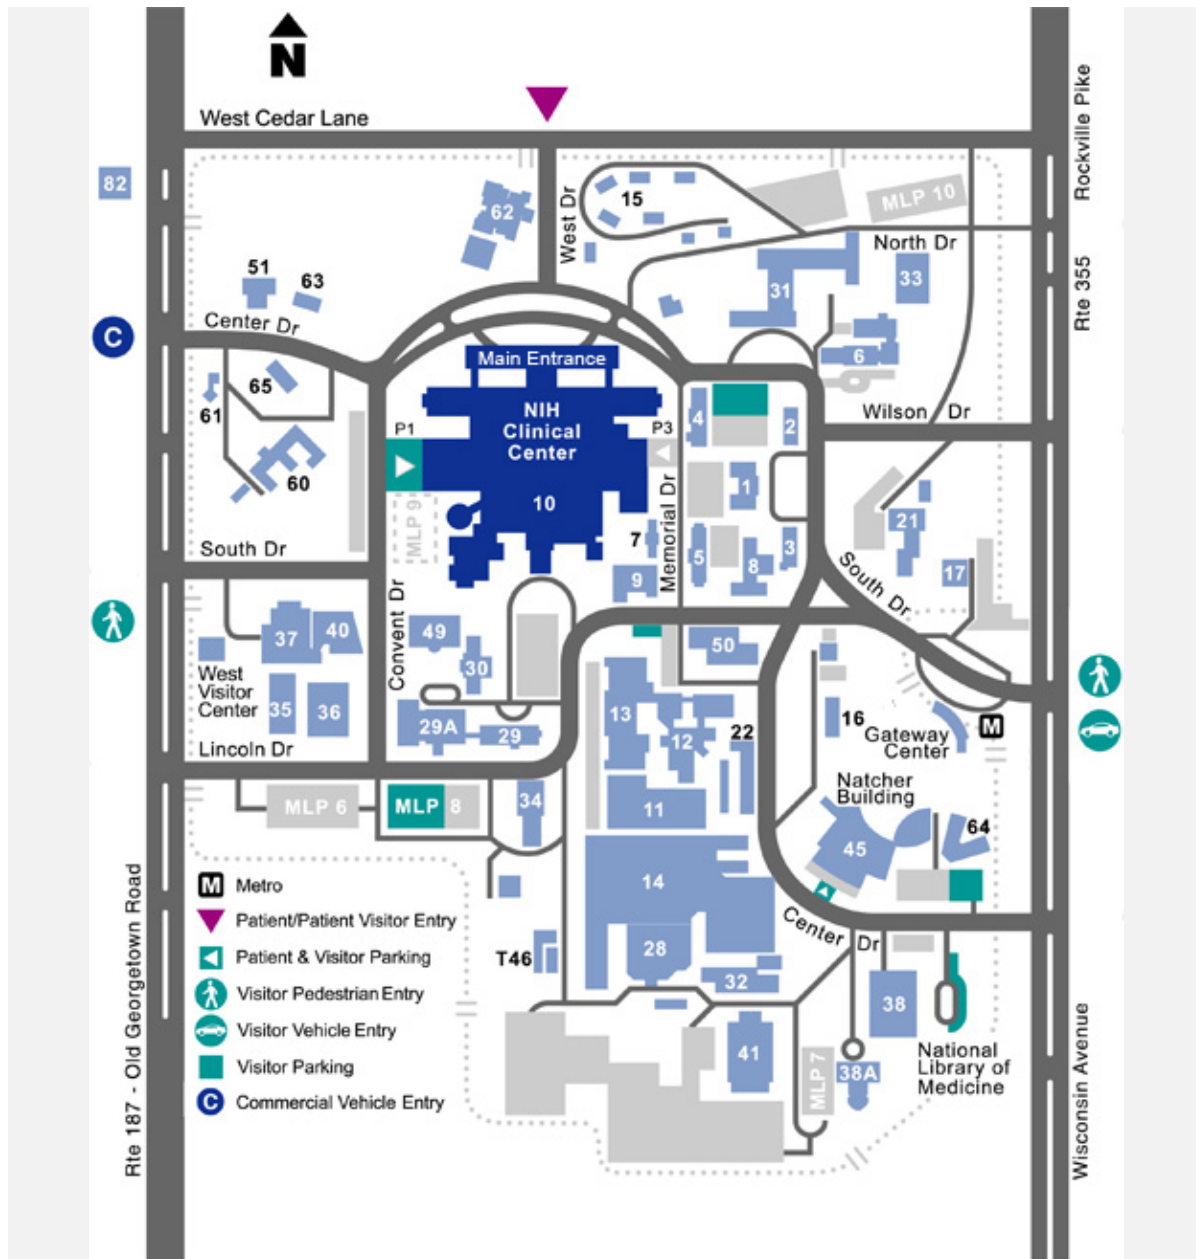 N
West Cedar Lane
Rockville Pike
82
62
West Dr
15
MLP 10
North Dr
33
31
Rte 355
51
63
Center Dr
C
Main Entrance
6
65
61
NIH
Clinical
Center
10
P1
P3
4
2
Wilson Dr
60
MLP 9
Memorial Dr
1
7
5
8
3
9
21
17
South Dr
South Dr
37
40
Convent Dr
49
30
50
West
Visitor
Center
35
36
29A
29
13
12
22
16
Gateway
Center
M
Lincoln Dr
Natcher
Building
MLP 6
MLP 8
34
11
45
64
14
Center Dr
M Metro
Patient/Patient Visitor Entry
Patient & Visitor Parking
Visitor Pedestrian Entry
Visitor Vehicle Entry
Visitor Parking
C Commercial Vehicle Entry
T46
28
32
38
41
MLP 7
38A
National
Library of
Medicine
Rte 187 - Old Georgetown Road
Wisconsin Avenue